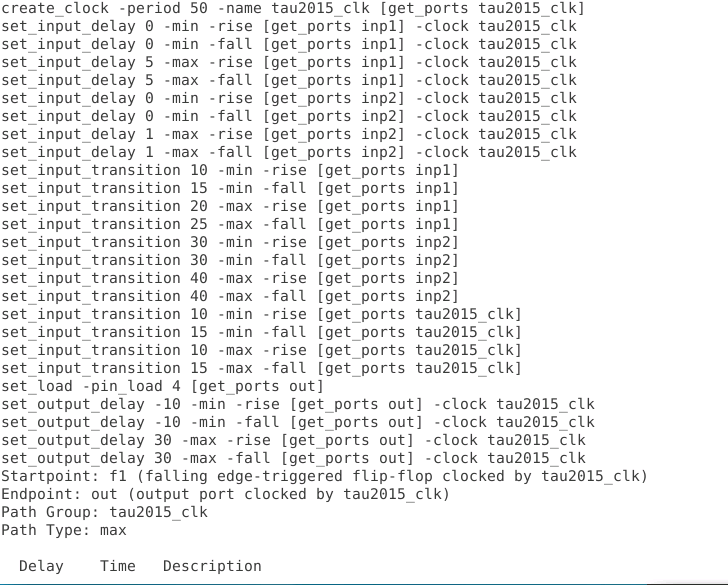 create_clock -period 50 -name tau2015_clk [get_ports tau2015_clk]
set_input_delay 0 -min -rise [get_ports inp1] -clock tau2015_clk
set_input_delay 0 -min -fall [get_ports inp1] -clock tau2015_clk
set_input_delay 5 -max -rise [get_ports inp1] -clock tau2015_clk
set_input_delay 5 -max -fall [get_ports inp1] -clock tau2015_clk
set_input_delay 0 -min -rise [get_ports inp2] -clock tau2015_clk
set_input_delay 0 -min -fall [get_ports inp2] -clock tau2015_clk
set_input_delay 1 -max -rise [get_ports inp2] -clock tau2015_clk
set_input_delay 1 -max -fall [get_ports inp2] -clock tau2015_clk
set_input_transition 10 -min -rise [get_ports inp1]
set_input_transition 15 -min -fall [get_ports inp1]
set_input_transition 20 -max -rise [get_ports inp1]
set_input_transition 25 -max -fall [get_ports inp1]
set_input_transition 30 -min -rise [get_ports inp2]
set_input_transition 30 -min -fall [get_ports inp2]
set_input_transition 40 -max -rise [get_ports inp2]
set_input_transition 40 -max -fall [get_ports inp2]
set_input_transition 10 -min -rise [get_ports tau2015_clk]
set_input_transition 15 -min -fall [get_ports tau2015_clk]
set_input_transition 10 -max -rise [get_ports tau2015_clk]
set_input_transition 15 -max -fall [get_ports tau2015_clk]
set_load -pin_load 4 [get_ports out]
set_output_delay -10 -min -rise [get_ports out] -clock tau2015_clk
set_output_delay -10 -min -fall [get_ports out] -clock tau2015_clk
set_output_delay 30 -max -rise [get_ports out] -clock tau2015_clk
set_output_delay 30 -max -fall [get_ports out] -clock tau2015_clk
Startpoint: f1 (falling edge-triggered flip-flop clocked by tau2015_clk)
Endpoint: out (output port clocked by tau2015_clk)
Path Group: tau2015_clk
Path Type: max
Delay Time Description